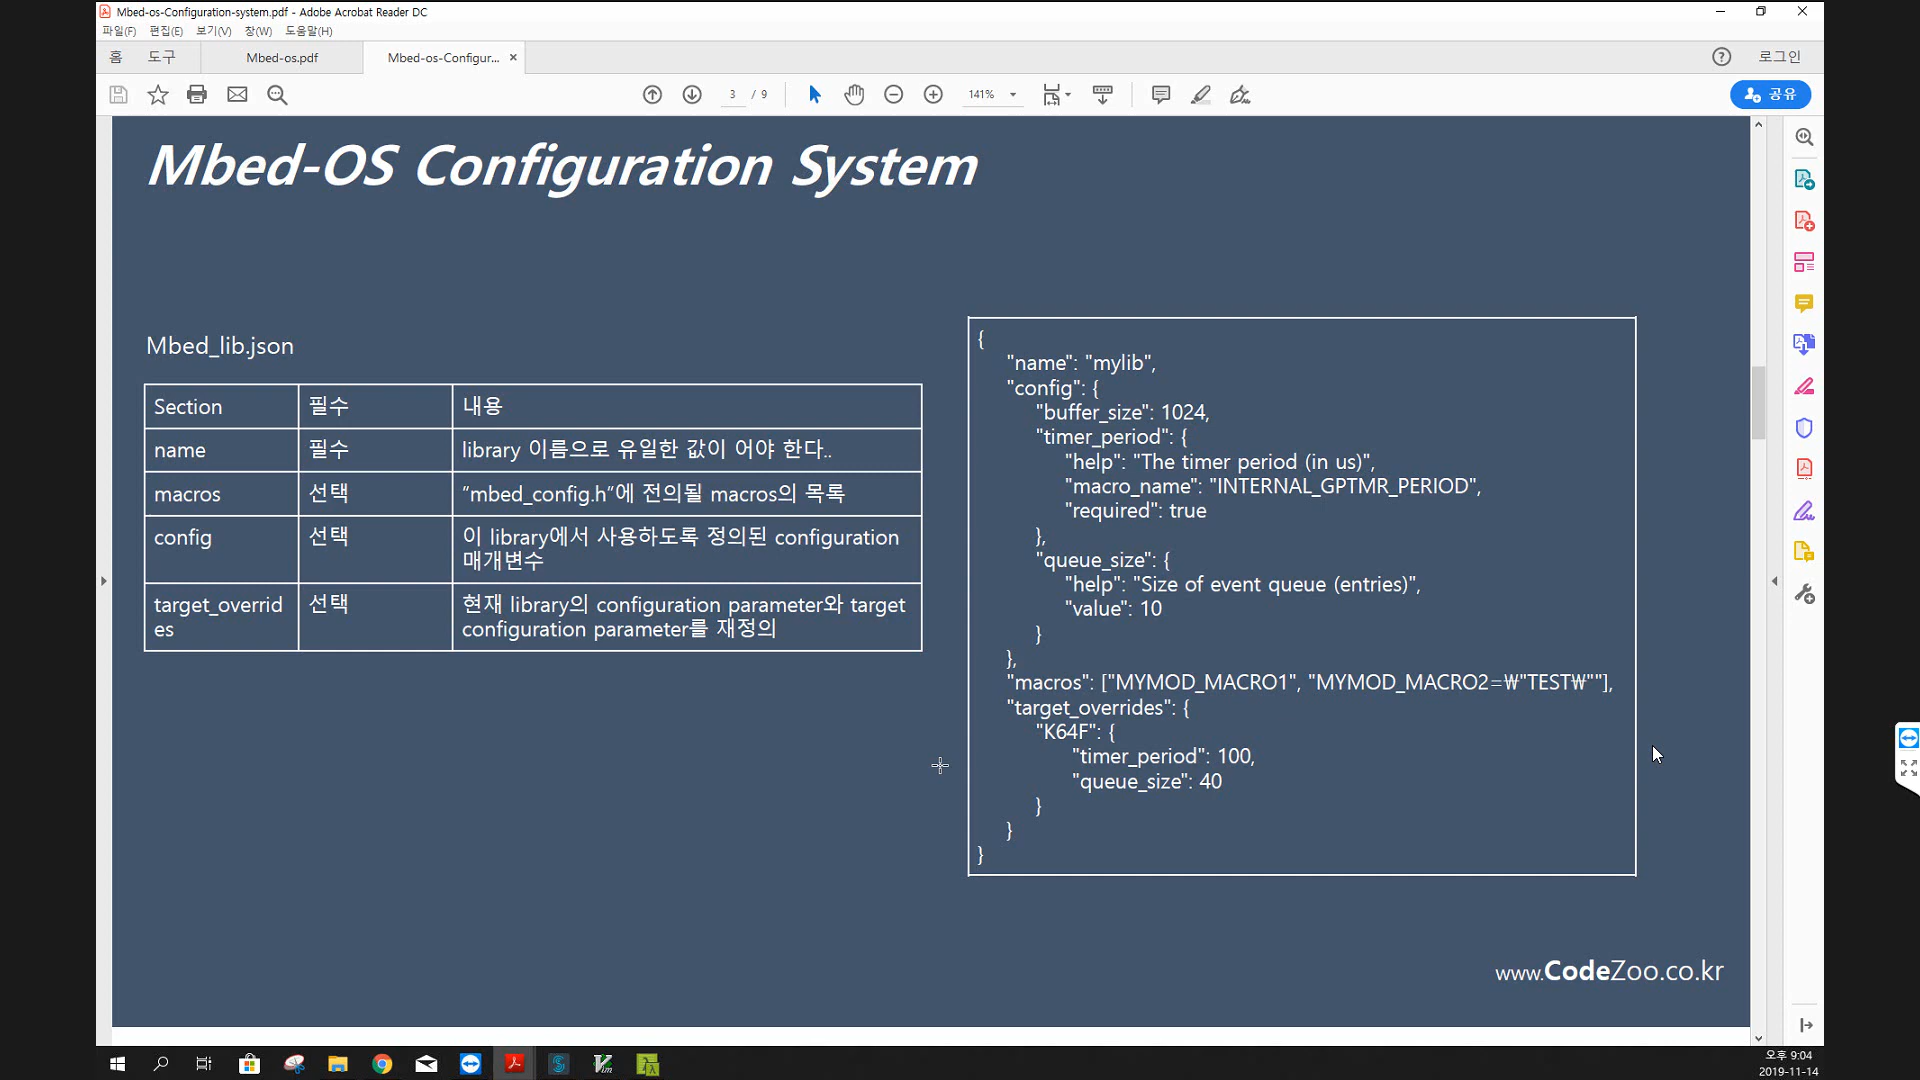 Mbed-os-Configuration-system.pdf - Adobe Acrobat Reader DC
파일(F) 편집(E) 보기(V) 창(W) 도움말(H)
홈 도구 Mbed-os.pdf Mbed-os-Configur... × 로그인
3 / 9 141% 공유
Mbed-OS Configuration System
Mbed_lib.json
Section 필수 내용
name 필수 library 이름으로 유일한 값이 어야 한다..
macros 선택 “mbed_config.h”에 전의될 macros의 목록
config 선택 이 library에서 사용하도록 정의된 configuration
매개변수
target_overrid 선택 현재 library의 configuration parameter와 target
es configuration parameter를 재정의
{
"name": "mylib",
"config": {
"buffer_size": 1024,
"timer_period": {
"help": "The timer period (in us)",
"macro_name": "INTERNAL_GPTMR_PERIOD",
"required": true
},
"queue_size": {
"help": "Size of event queue (entries)",
"value": 10
}
},
"macros": ["MYMOD_MACRO1", "MYMOD_MACRO2=₩"TEST₩""],
"target_overrides": {
"K64F": {
"timer_period": 100,
"queue_size": 40
}
}
}
www.CodeZoo.co.kr
오후 9:04
2019-11-14